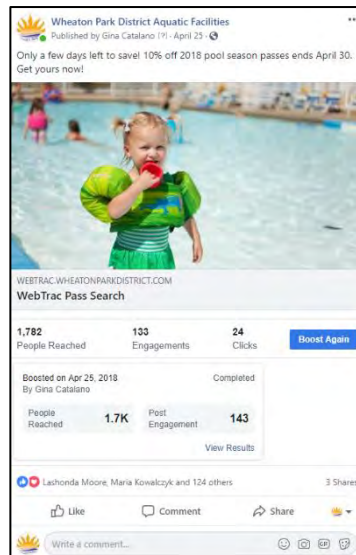 Wheaton Park District Aquatic Facilities
Published by Gina Catalano [?] · April 25 ·
Only a few days left to save! 10% off 2018 pool season passes ends April 30.
Get yours now!
WEBTRAC.WHEATONPARKDISTRICT.COM
WebTrac Pass Search
1,782 133 24
People Reached Engagements Clicks Boost Again
Boosted on Apr 25, 2018 Completed
By Gina Catalano
People Reached 1.7K Post Engagement 143
View Results
Lashonda Moore, Maria Kowalczyk and 124 others 3 Shares
Like Comment Share
Write a comment...
GIF